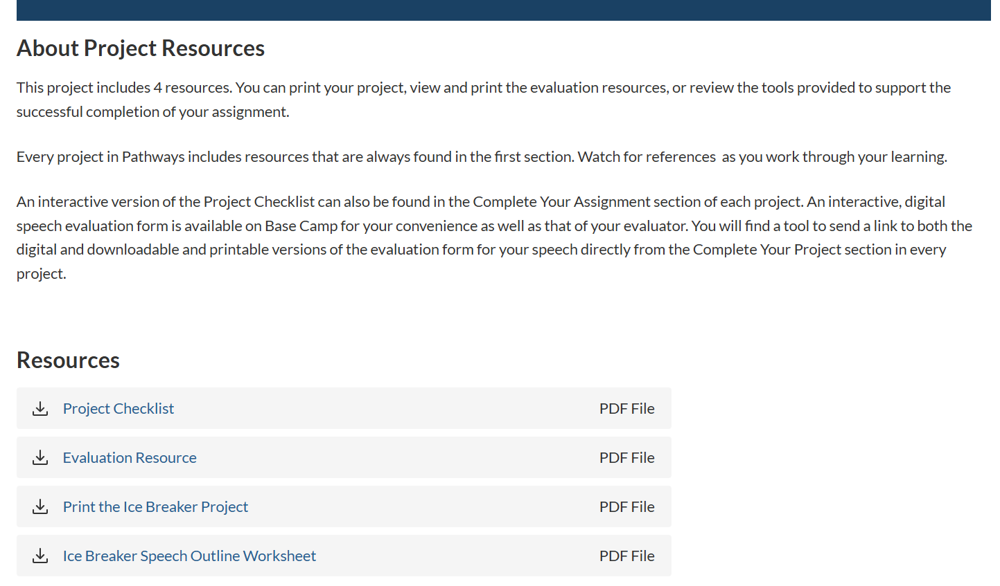 About Project Resources
This project includes 4 resources. You can print your project, view and print the evaluation resources, or review the tools provided to support the
successful completion of your assignment.
Every project in Pathways includes resources that are always found in the first section. Watch for references  as you work through your learning.
An interactive version of the Project Checklist can also be found in the Complete Your Assignment section of each project. An interactive, digital
speech evaluation form is available on Base Camp for your convenience as well as that of your evaluator. You will find a tool to send a link to both the
digital and downloadable and printable versions of the evaluation form for your speech directly from the Complete Your Project section in every
project.
Resources
Project Checklist PDF File
Evaluation Resource PDF File
Print the Ice Breaker Project PDF File
Ice Breaker Speech Outline Worksheet PDF File